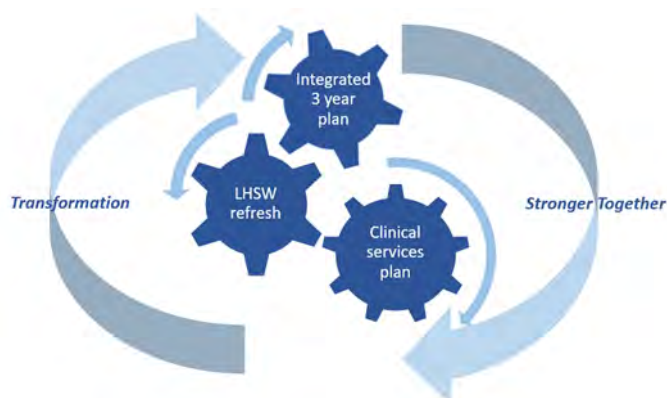 Integrated
3 year
plan
LHSW
refresh
Transformation
Stronger Together
Clinical
services
plan